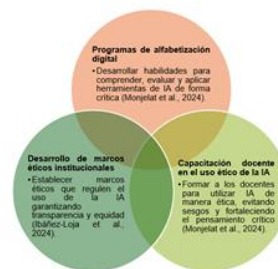 Programas de alfabetización
digital
•Desarrollar habilidades para
comprender, evaluar y aplicar
herramientas de IA de forma
crítica (Monjelat et al., 2024).
Desarrollo de marcos
éticos institucionales
•Establecer marcos
éticos que regulen el
uso de la IA
garantizando
transparencia y equidad
(Ibáñez-Loja et al.,
2024).
Capacitación docente
en el uso ético de la IA
•Formar a los docentes
para utilizar IA de
manera ética, evitando
sesgos y fortaleciendo
el pensamiento crítico
(Monjelat et al., 2024).